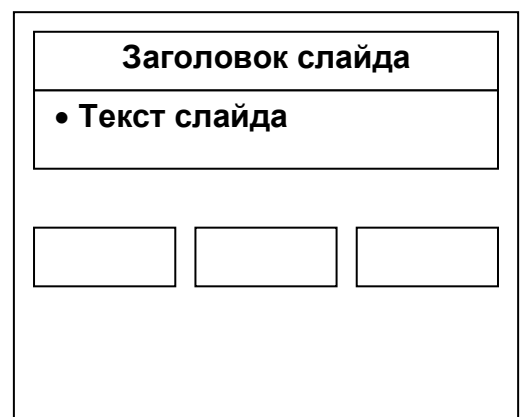 Заголовок слайда
• Текст слайда